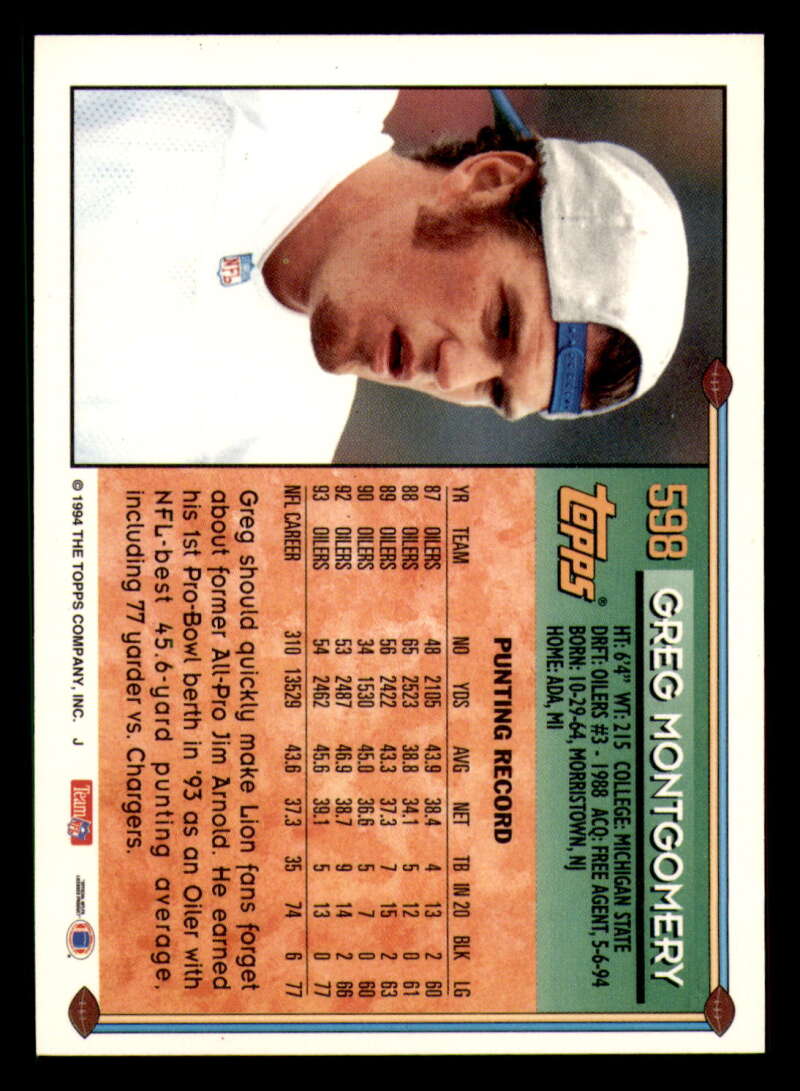 598 GREG MONTGOMERY
topps®
HT: 6'4" WT: 215 COLLEGE: MICHIGAN STATE
DRFT: OILERS #3 - 1988 ACQ: FREE AGENT, 5-6-94
BORN: 10-29-64, MORRISTOWN, NJ
HOME: ADA, MI
PUNTING RECORD
YR TEAM NO YDS AVG NET TB IN 20 BLK LG
87 OILERS 48 2105 43.9 38.4 4 13 2 60
88 OILERS 65 2523 38.8 34.1 5 12 0 61
89 OILERS 56 2422 43.3 37.3 7 15 2 63
90 OILERS 34 1530 45.0 36.6 5 7 0 60
92 OILERS 53 2487 46.9 38.7 9 14 2 66
93 OILERS 54 2462 45.6 39.1 5 13 0 77
NFL CAREER 310 13529 43.6 37.3 35 74 6 77
Greg should quickly make Lion fans forget
about former All-Pro Jim Arnold. He earned
his 1st Pro-Bowl berth in '93 as an Oiler with
NFL-best 45.6-yard punting average,
including 77 yarder vs. Chargers.
© 1994 THE TOPPS COMPANY, INC. J
Team NFL
NFL